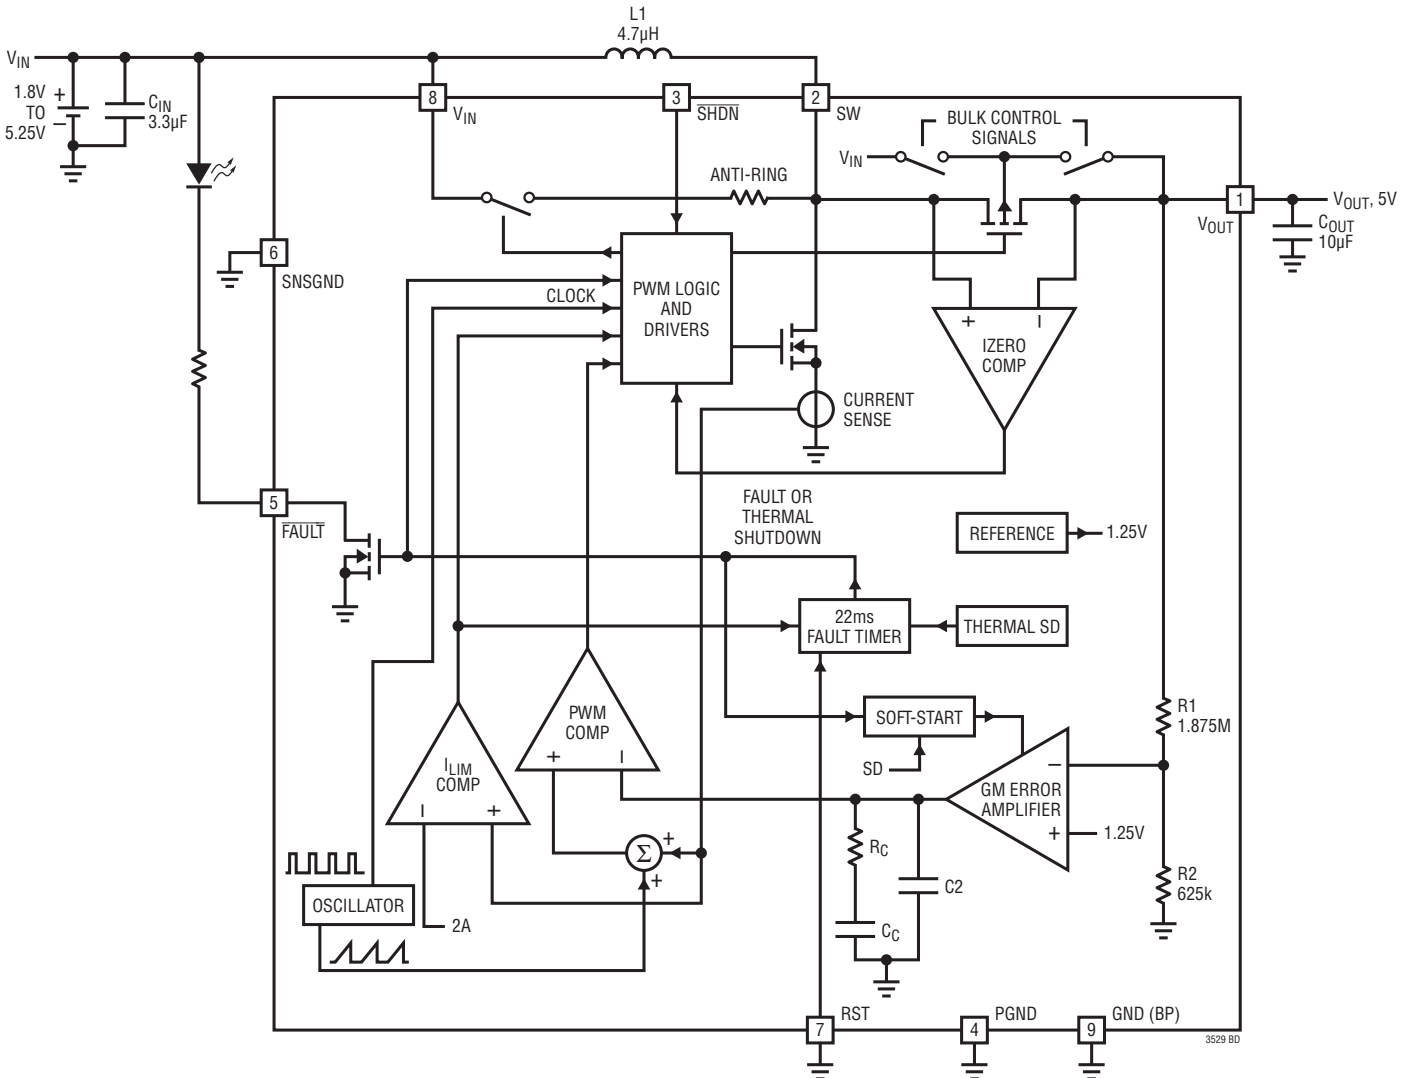 L1
4.7µH
VIN
1.8V
TO
5.25V
+
–
CIN
3.3µF
8
VIN
3
SHDN
2
SW
BULK CONTROL
SIGNALS
VIN
ANTI-RING
1
VOUT
VOUT, 5V
COUT
10µF
6
SNSGND
CLOCK
PWM LOGIC
AND
DRIVERS
+
–
IZERO
COMP
CURRENT
SENSE
5
FAULT
FAULT OR
THERMAL
SHUTDOWN
REFERENCE
1.25V
22ms
FAULT TIMER
THERMAL SD
SOFT-START
SD
R1
1.875M
PWM
COMP
+
–
ILIM
COMP
–
+
–
GM ERROR
AMPLIFIER
+
1.25V
Σ
+
+
RC
C2
CC
R2
625k
OSCILLATOR
2A
7
RST
4
PGND
9
GND (BP)
3529 BD